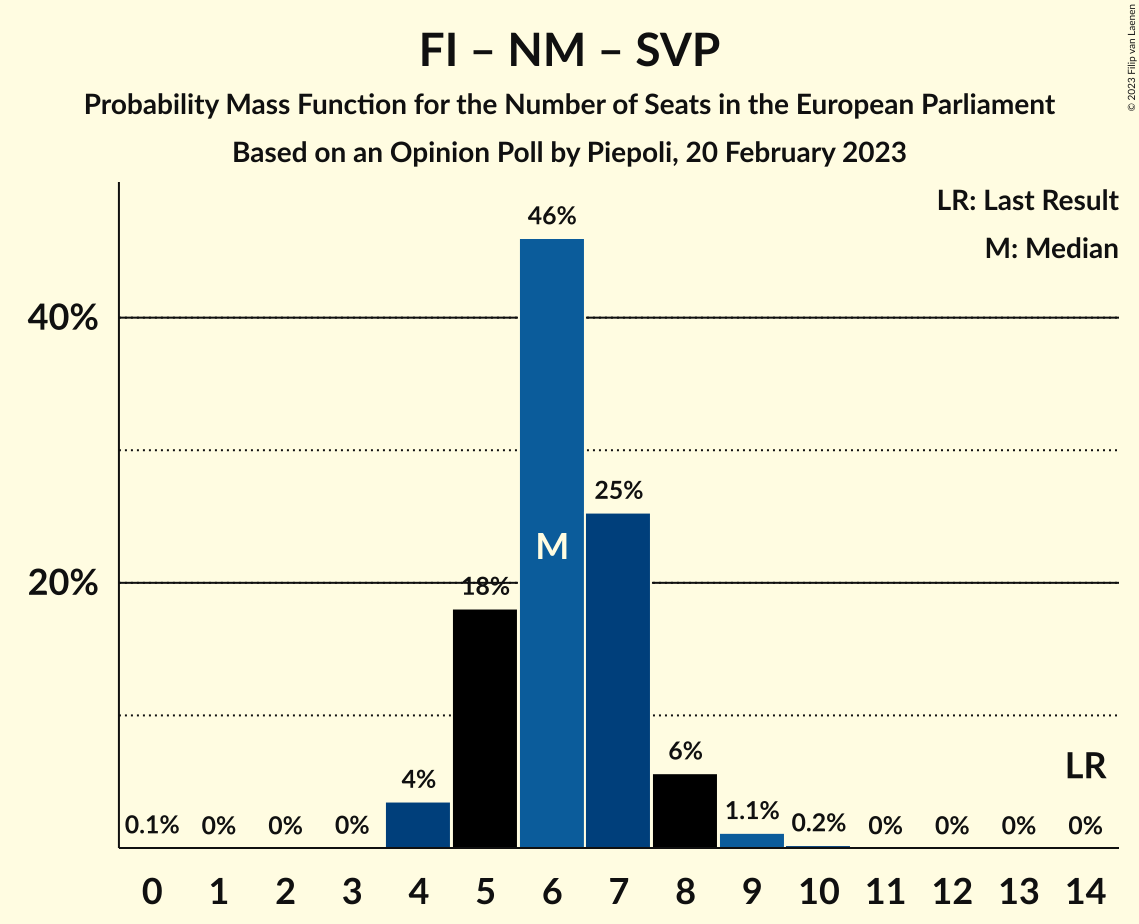 FI – NM – SVP
Probability Mass Function for the Number of Seats in the European Parliament
Based on an Opinion Poll by Piepoli, 20 February 2023
© 2023 Filip van Laenen
LR: Last Result
M: Median
46%
40%
25%
M
20%
18%
6%
LR
4%
0.1% 0% 0% 0% 1.1% 0.2% 0% 0% 0% 0%
0 1 2 3 4 5 6 7 8 9 10 11 12 13 14